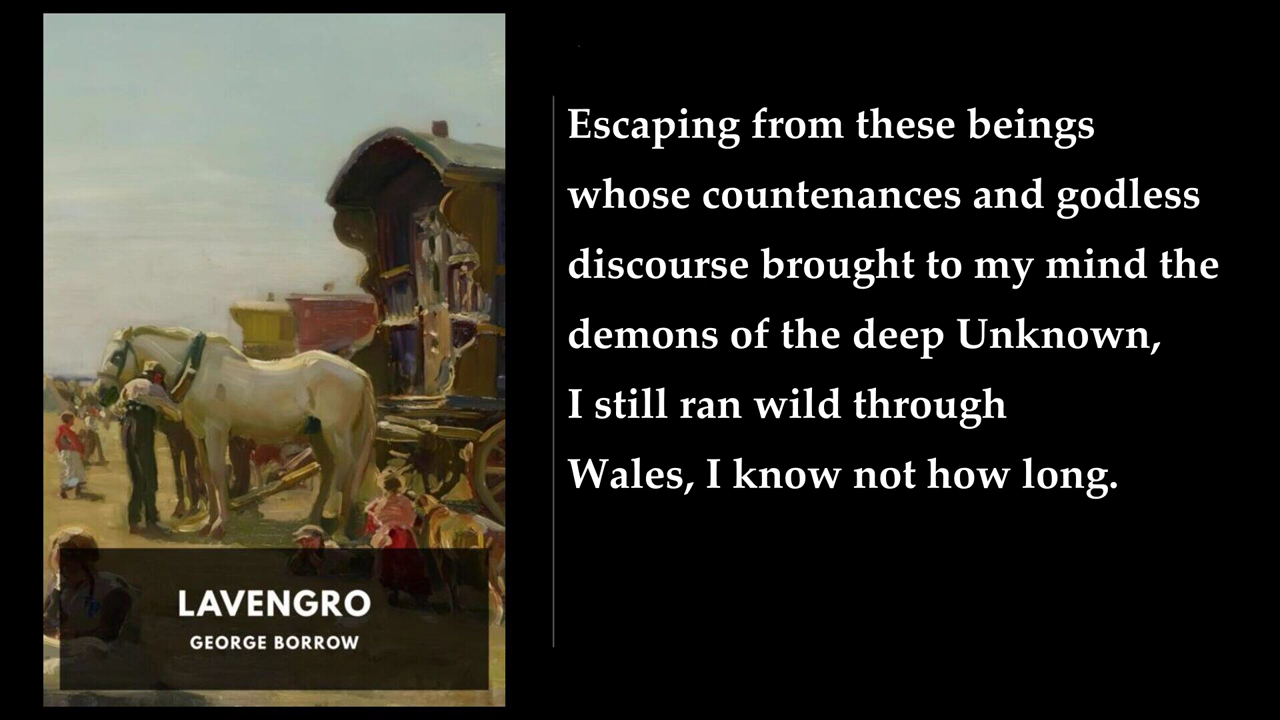 LAVENGRO
GEORGE BORROW
Escaping from these beings
whose countenances and godless
discourse brought to my mind the
demons of the deep Unknown,
I still ran wild through
Wales, I know not how long.